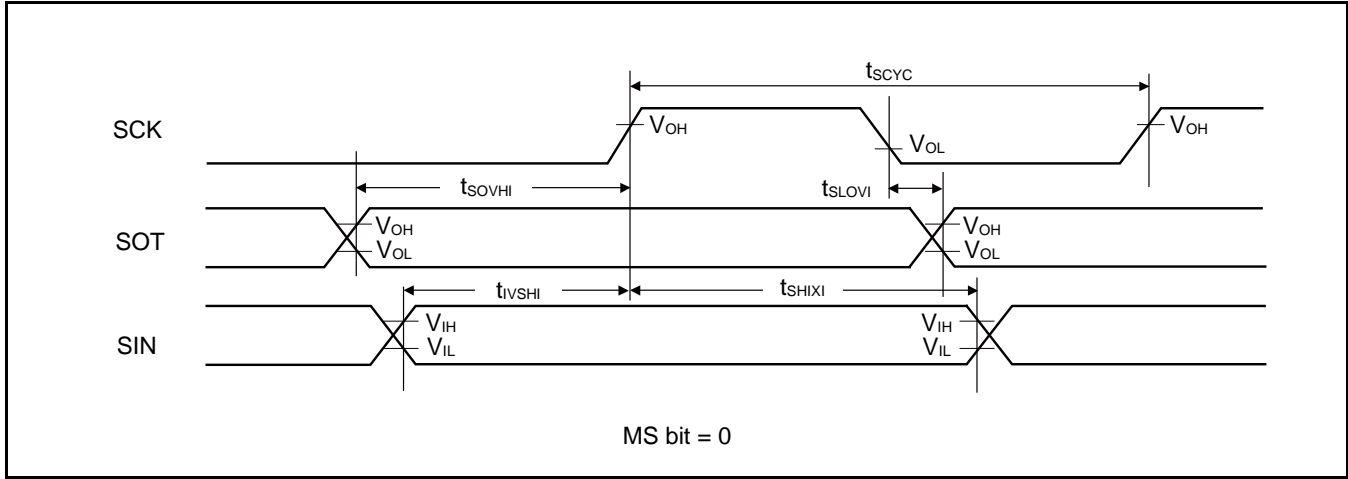 tSCYC
SCK
VOH
VOL
VOH
tSOVHI
tSLOVI
SOT
VOH
VOL
VOH
VOL
tIVSHI
tSHIXI
SIN
VIH
VIL
VIH
VIL
MS bit = 0